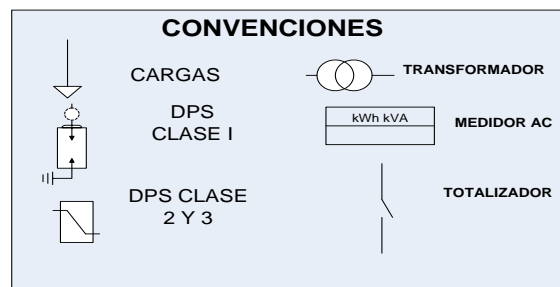 CONVENCIONES
CARGAS
DPS
CLASE I
DPS CLASE
2 Y 3
TRANSFORMADOR
kWh kVA
MEDIDOR AC
TOTALIZADOR